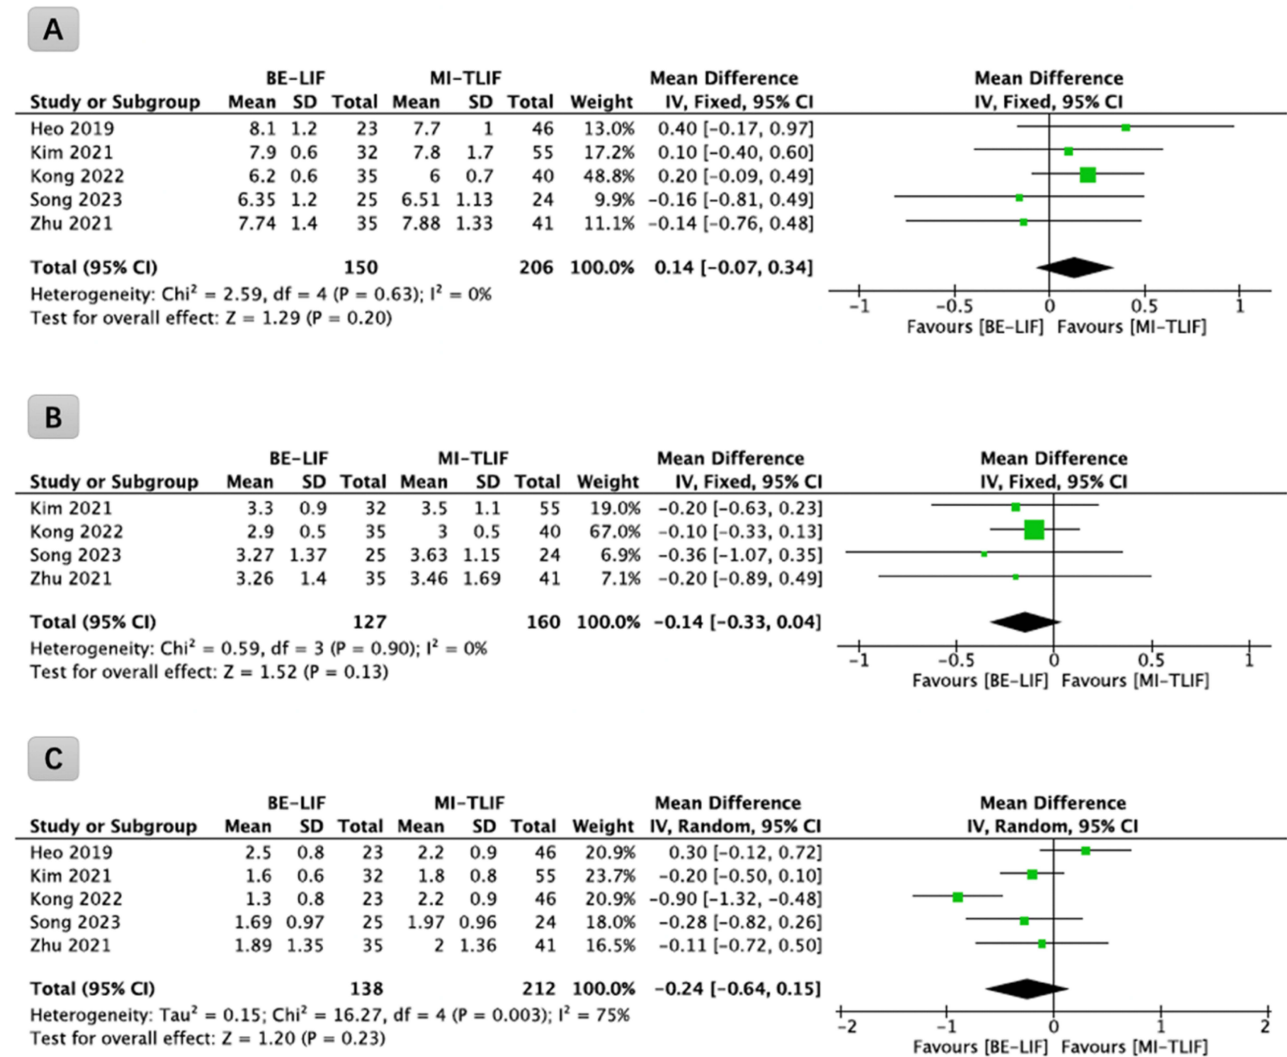 A
BE-LIF MI-TLIF Mean Difference Mean Difference
Study or Subgroup Mean SD Total Mean SD Total Weight IV, Fixed, 95% CI IV, Fixed, 95% CI
Heo 2019 8.1 1.2 23 7.7 1 46 13.0% 0.40 [-0.17, 0.97]
Kim 2021 7.9 0.6 32 7.8 1.7 55 17.2% 0.10 [-0.40, 0.60]
Kong 2022 6.2 0.6 35 6 0.7 40 48.8% 0.20 [-0.09, 0.49]
Song 2023 6.35 1.2 25 6.51 1.13 24 9.9% -0.16 [-0.81, 0.49]
Zhu 2021 7.74 1.4 35 7.88 1.33 41 11.1% -0.14 [-0.76, 0.48]
Total (95% CI) 150 206 100.0% 0.14 [-0.07, 0.34]
Heterogeneity: Chi² = 2.59, df = 4 (P = 0.63); I² = 0%
Test for overall effect: Z = 1.29 (P = 0.20)
-1 -0.5 0 0.5 1
Favours [BE-LIF] Favours [MI-TLIF]
B
BE-LIF MI-TLIF Mean Difference Mean Difference
Study or Subgroup Mean SD Total Mean SD Total Weight IV, Fixed, 95% CI IV, Fixed, 95% CI
Kim 2021 3.3 0.9 32 3.5 1.1 55 19.0% -0.20 [-0.63, 0.23]
Kong 2022 2.9 0.5 35 3 0.5 40 67.0% -0.10 [-0.33, 0.13]
Song 2023 3.27 1.37 25 3.63 1.15 24 6.9% -0.36 [-1.07, 0.35]
Zhu 2021 3.26 1.4 35 3.46 1.69 41 7.1% -0.20 [-0.89, 0.49]
Total (95% CI) 127 160 100.0% -0.14 [-0.33, 0.04]
Heterogeneity: Chi² = 0.59, df = 3 (P = 0.90); I² = 0%
Test for overall effect: Z = 1.52 (P = 0.13)
-1 -0.5 0 0.5 1
Favours [BE-LIF] Favours [MI-TLIF]
C
BE-LIF MI-TLIF Mean Difference Mean Difference
Study or Subgroup Mean SD Total Mean SD Total Weight IV, Random, 95% CI IV, Random, 95% CI
Heo 2019 2.5 0.8 23 2.2 0.9 46 20.9% 0.30 [-0.12, 0.72]
Kim 2021 1.6 0.6 32 1.8 0.8 55 23.7% -0.20 [-0.50, 0.10]
Kong 2022 1.3 0.8 23 2.2 0.9 46 20.9% -0.90 [-1.32, -0.48]
Song 2023 1.69 0.97 25 1.97 0.96 24 18.0% -0.28 [-0.82, 0.26]
Zhu 2021 1.89 1.35 35 2 1.36 41 16.5% -0.11 [-0.72, 0.50]
Total (95% CI) 138 212 100.0% -0.24 [-0.64, 0.15]
Heterogeneity: Tau² = 0.15; Chi² = 16.27, df = 4 (P = 0.003); I² = 75%
Test for overall effect: Z = 1.20 (P = 0.23)
-2 -1 0 1 2
Favours [BE-LIF] Favours [MI-TLIF]